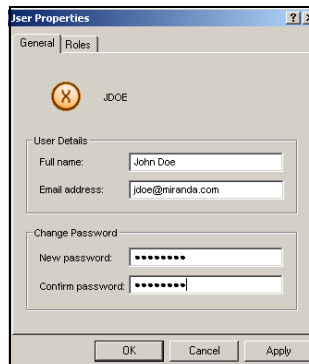 User Properties
General Roles
JDOE
User Details
Full name: John Doe
Email address: jdoe@miranda.com
Change Password
New password: ••••••••
Confirm password: ••••••••
OK Cancel Apply